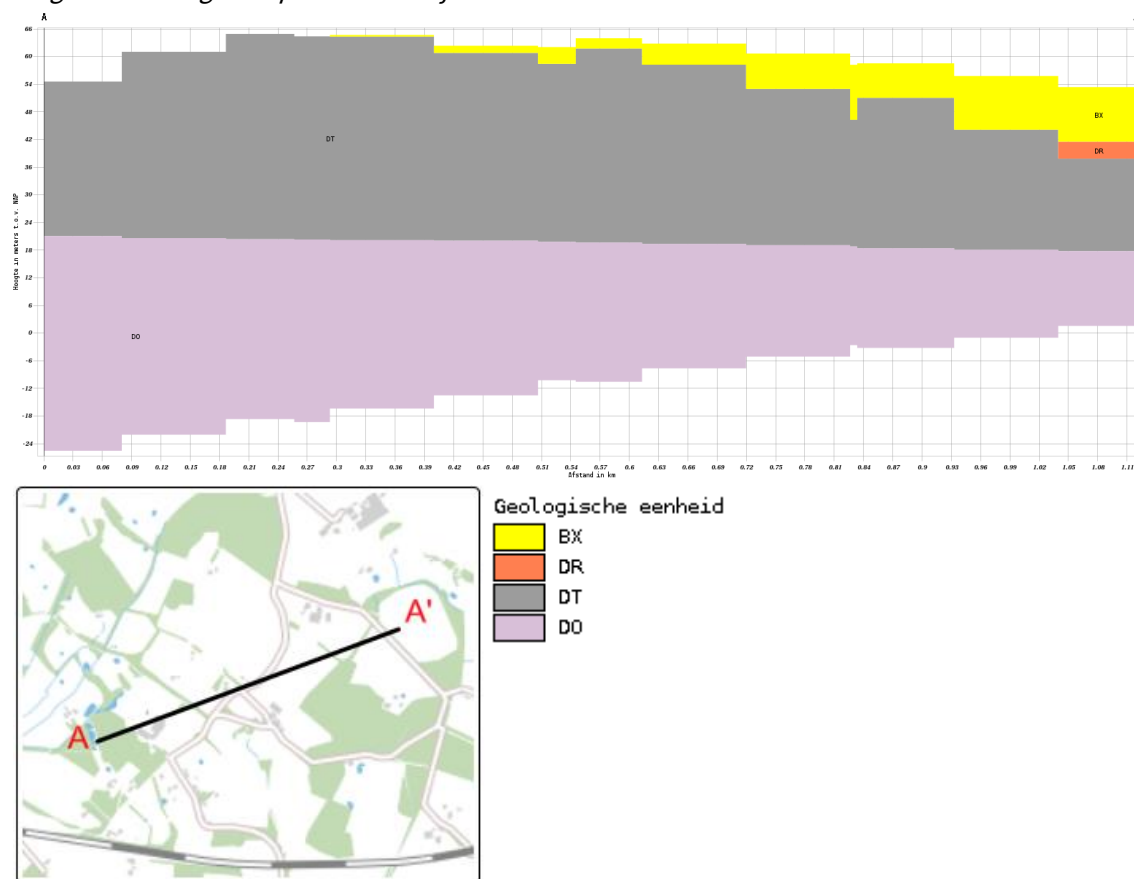 A
66
60
54
48
42
36
30
24
18
12
6
0
-6
-12
-18
-24
Hoogte in meters t.o.v. NAP
DT
DO
BX
DR
0 0.03 0.06 0.09 0.12 0.15 0.18 0.21 0.24 0.27 0.3 0.33 0.36 0.39 0.42 0.45 0.48 0.51 0.54 0.57 0.6 0.63 0.66 0.69 0.72 0.75 0.78 0.81 0.84 0.87 0.9 0.93 0.96 0.99 1.02 1.05 1.08 1.11
Afstand in km
A'
A
Geologische eenheid
BX
DR
DT
DO